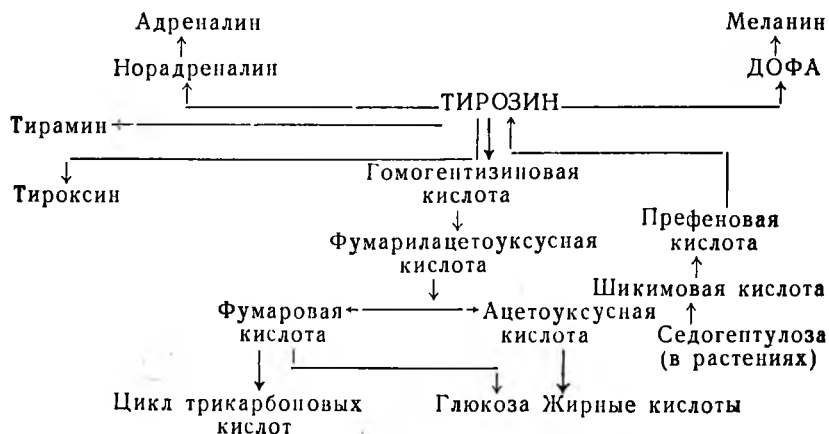 Адреналин
Меланин
Норадреналин
ДОФА
ТИРОЗИН
Тирамин
Гомогентизиновая
кислота
Тироксин
Префеновая
кислота
Фумарилацетоуксусная
кислота
Шикимовая кислота
Фумаровая
кислота
Ацетоуксусная
кислота
Седогептулоза
(в растениях)
Цикл трикарбоновых
кислот
Глюкоза
Жирные кислоты